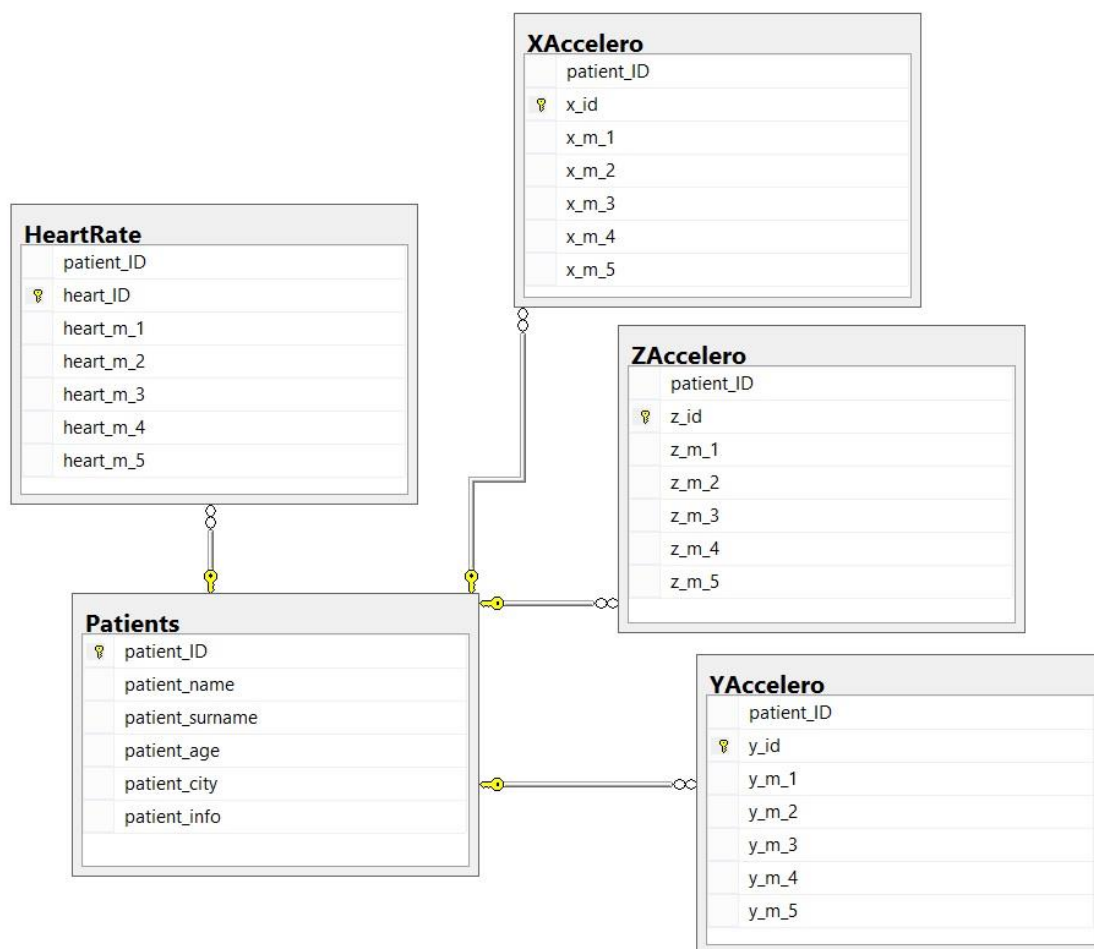 XAccelero
patient_ID
x_id
x_m_1
x_m_2
x_m_3
x_m_4
x_m_5
HeartRate
patient_ID
heart_ID
heart_m_1
heart_m_2
heart_m_3
heart_m_4
heart_m_5
ZAccelero
patient_ID
z_id
z_m_1
z_m_2
z_m_3
z_m_4
z_m_5
Patients
patient_ID
patient_name
patient_surname
patient_age
patient_city
patient_info
YAccelero
patient_ID
y_id
y_m_1
y_m_2
y_m_3
y_m_4
y_m_5